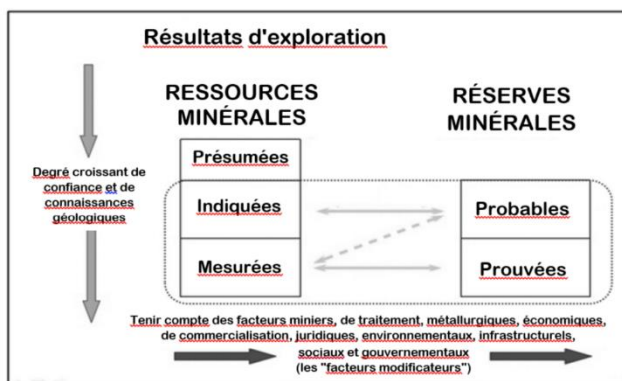 Résultats d'exploration
RESSOURCES
MINÉRALES
RÉSERVES
MINÉRALES
Degré croissant de
confiance et de
connaissances
géologiques
Présumées
Indiquées
Mesurées
Probables
Prouvées
Tenir compte des facteurs miniers, de traitement, métallurgiques, économiques,
de commercialisation, juridiques, environnementaux, infrastructurels,
sociaux et gouvernementaux
(les "facteurs modificateurs")